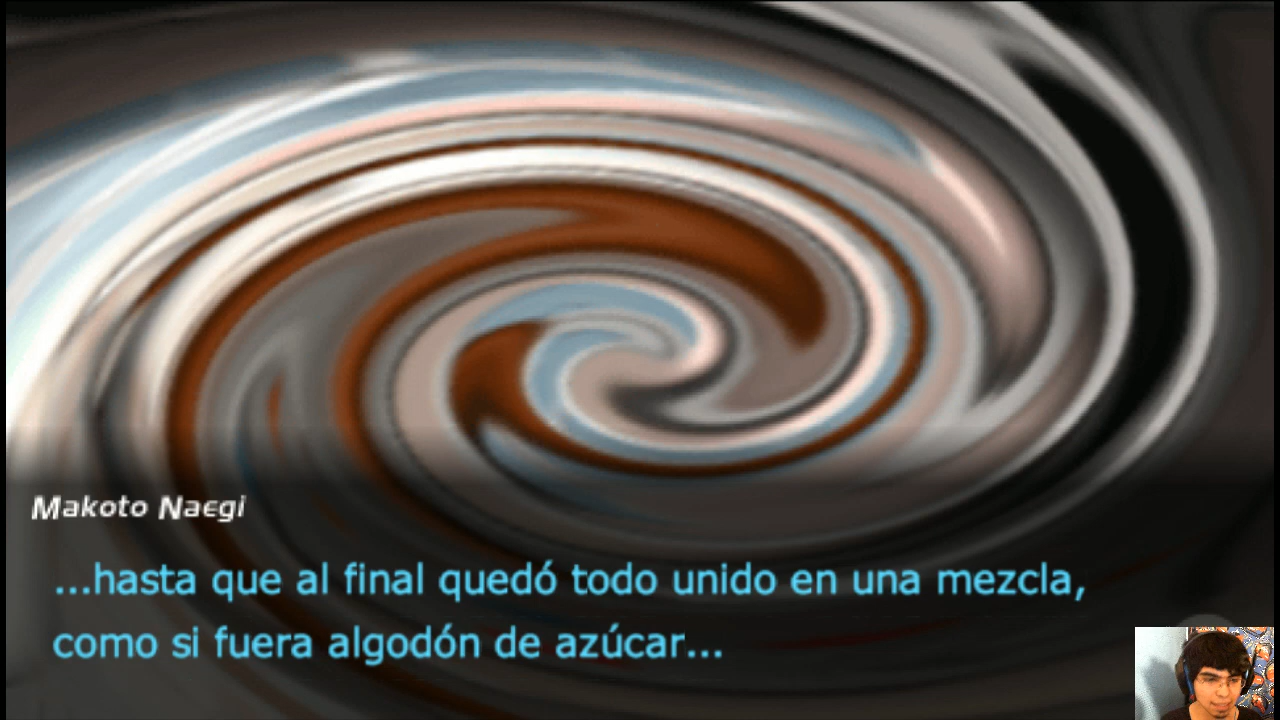 Makoto Naegi
...hasta que al final quedó todo unido en una mezcla,
como si fuera algodón de azúcar...